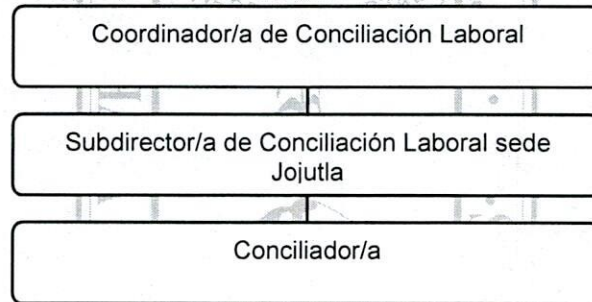 Coordinador/a de Conciliación Laboral
Subdirector/a de Conciliación Laboral sede
Jojutla
Conciliador/a